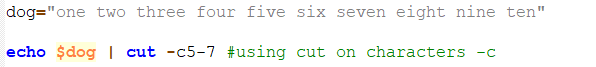 dog="one two three four five six seven eight nine ten"
echo $dog | cut -c5-7 #using cut on characters -c